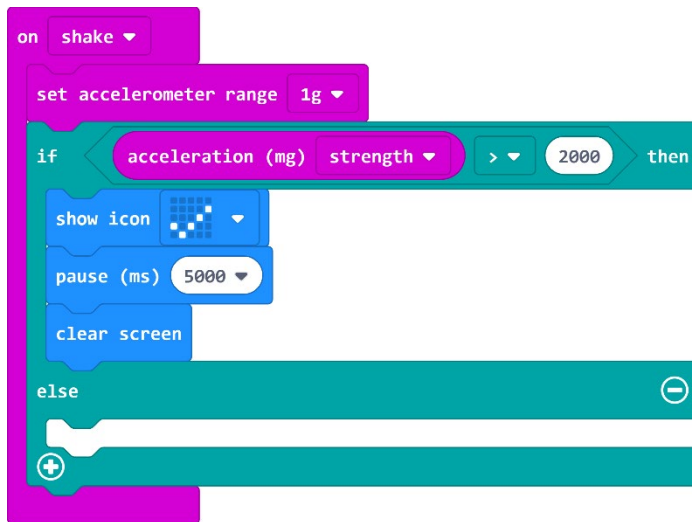 on shake
set accelerometer range 1g
if acceleration (mg) strength > 2000 then
show icon
pause (ms) 5000
clear screen
else